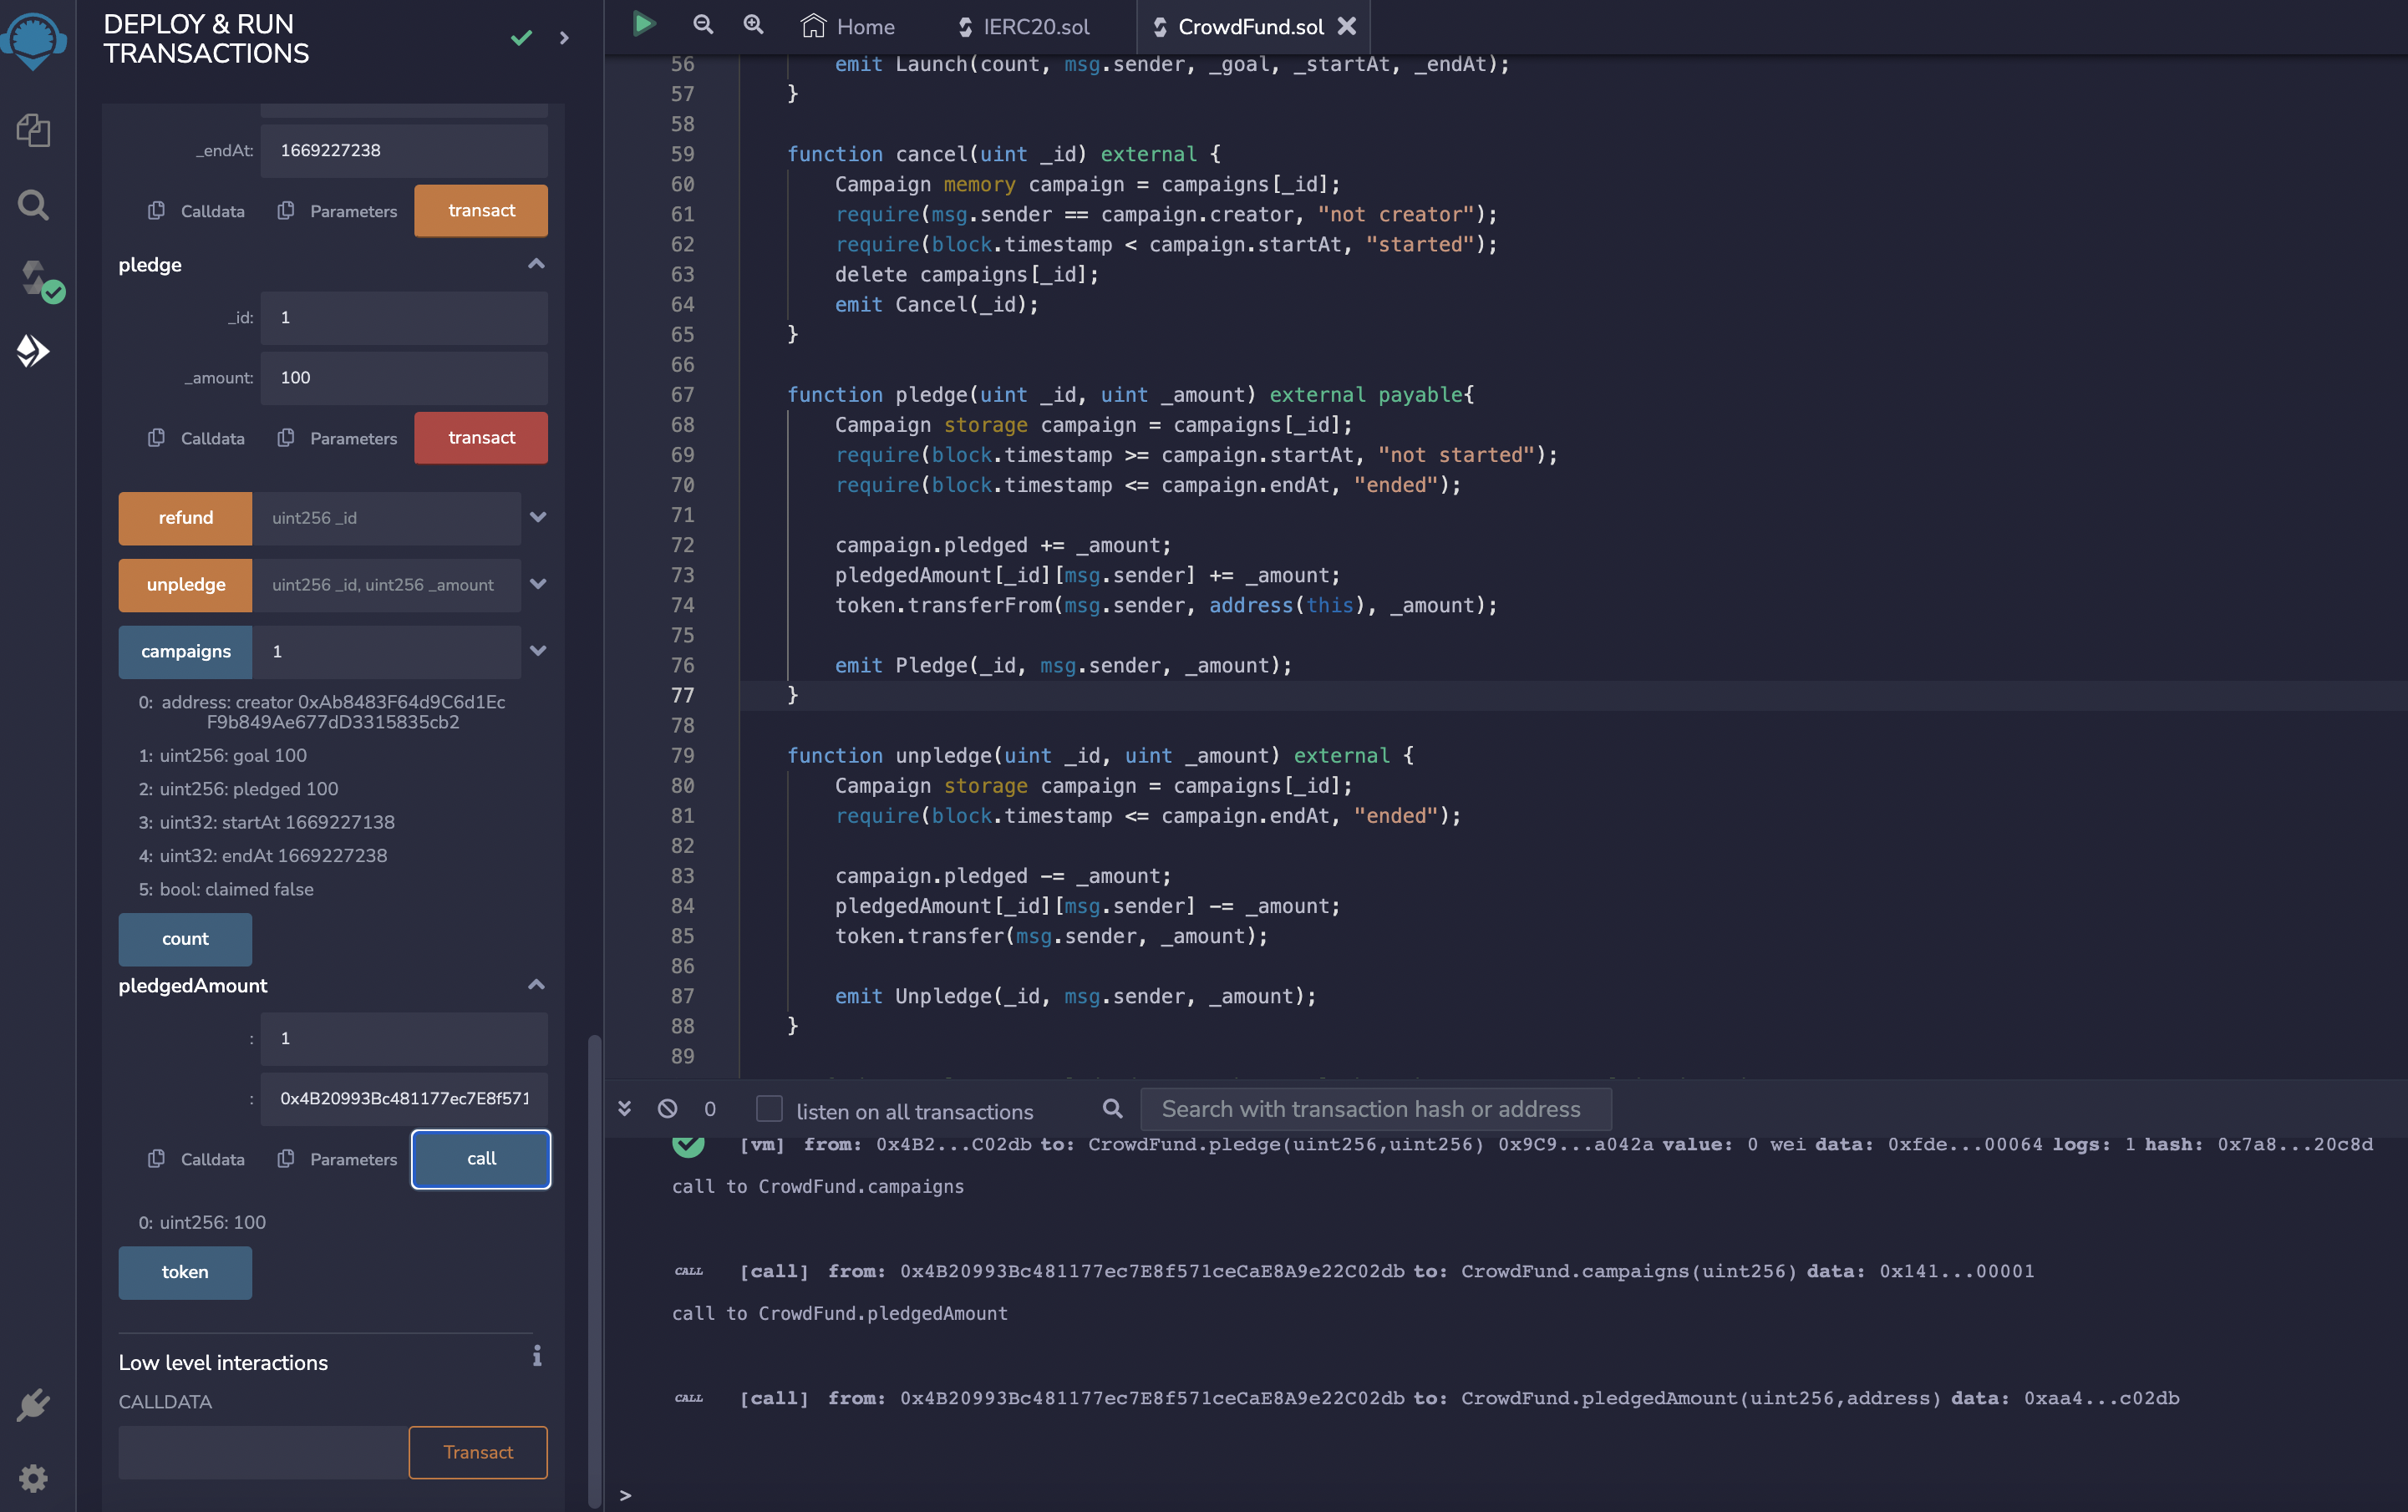 DEPLOY & RUN
TRANSACTIONS
_endAt:
1669227238
Calldata
Parameters
transact
pledge
_id:
1
_amount:
100
Calldata
Parameters
transact
refund
uint256 _id
unpledge
uint256 _id, uint256 _amount
campaigns
1
0: address: creator 0xAb8483F64d9C6d1Ec
F9b849Ae677dD3315835cb2
1: uint256: goal 100
2: uint256: pledged 100
3: uint32: startAt 1669227138
4: uint32: endAt 1669227238
5: bool: claimed false
count
pledgedAmount
:
1
:
0x4B20993Bc481177ec7E8f571
Calldata
Parameters
call
0: uint256: 100
token
Low level interactions
i
CALLDATA
Transact
Home
IERC20.sol
CrowdFund.sol
56 emit Launch(count, msg.sender, _goal, _startAt, _endAt);
57 }
58
59 function cancel(uint _id) external {
60 Campaign memory campaign = campaigns[_id];
61 require(msg.sender == campaign.creator, "not creator");
62 require(block.timestamp < campaign.startAt, "started");
63 delete campaigns[_id];
64 emit Cancel(_id);
65 }
66
67 function pledge(uint _id, uint _amount) external payable{
68 Campaign storage campaign = campaigns[_id];
69 require(block.timestamp >= campaign.startAt, "not started");
70 require(block.timestamp <= campaign.endAt, "ended");
71
72 campaign.pledged += _amount;
73 pledgedAmount[_id][msg.sender] += _amount;
74 token.transferFrom(msg.sender, address(this), _amount);
75
76 emit Pledge(_id, msg.sender, _amount);
77 }
78
79 function unpledge(uint _id, uint _amount) external {
80 Campaign storage campaign = campaigns[_id];
81 require(block.timestamp <= campaign.endAt, "ended");
82
83 campaign.pledged -= _amount;
84 pledgedAmount[_id][msg.sender] -= _amount;
85 token.transfer(msg.sender, _amount);
86
87 emit Unpledge(_id, msg.sender, _amount);
88 }
89
0
listen on all transactions
Search with transaction hash or address
[vm] from: 0x4B2...C02db to: CrowdFund.pledge(uint256,uint256) 0x9C9...a042a value: 0 wei data: 0xfde...00064 logs: 1 hash: 0x7a8...20c8d
call to CrowdFund.campaigns
CALL [call] from: 0x4B20993Bc481177ec7E8f571ceCaE8A9e22C02db to: CrowdFund.campaigns(uint256) data: 0x141...00001
call to CrowdFund.pledgedAmount
CALL [call] from: 0x4B20993Bc481177ec7E8f571ceCaE8A9e22C02db to: CrowdFund.pledgedAmount(uint256,address) data: 0xaa4...c02db
>